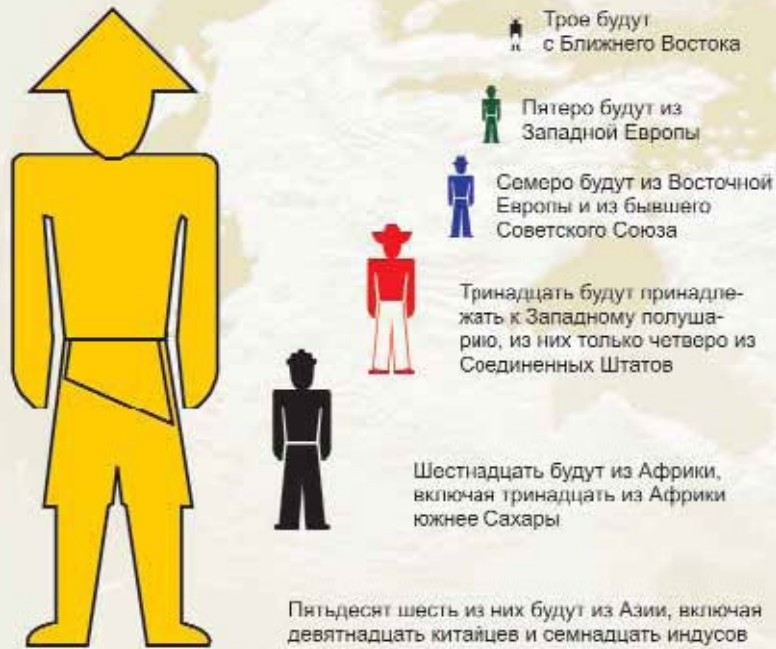 Трое будут
с Ближнего Востока
Пятеро будут из
Западной Европы
Семеро будут из Восточной
Европы и из бывшего
Советского Союза
Тринадцать будут принадле-
жать к Западному полуша-
рию, из них только четверо из
Соединенных Штатов
Шестнадцать будут из Африки,
включая тринадцать из Африки
южнее Сахары
Пятьдесят шесть из них будут из Азии, включая
девятнадцать китайцев и семнадцать индусов